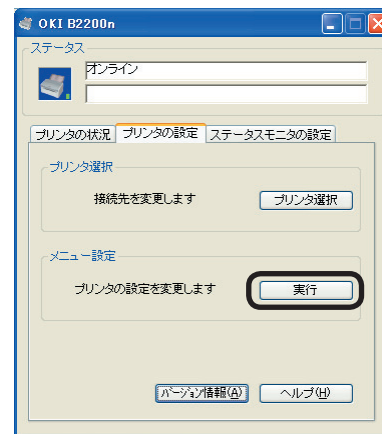 OKI B2200n
ステータス
オンライン
プリンタの状況 プリンタの設定 ステータスモニタの設定
プリンタ選択
接続先を変更します プリンタ選択
メニュー設定
プリンタの設定を変更します 実行
バージョン情報(A) ヘルプ(H)